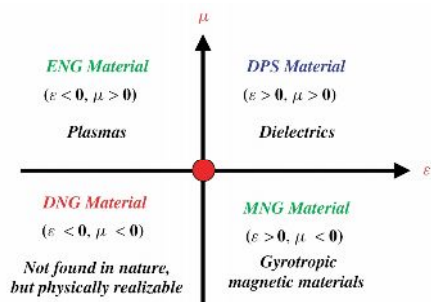 μ
ENG Material
(ε < 0, μ > 0)
Plasmas
DPS Material
(ε > 0, μ > 0)
Dielectrics
ε
DNG Material
(ε < 0, μ < 0)
Not found in nature,
but physically realizable
MNG Material
(ε > 0, μ < 0)
Gyrotropic
magnetic materials